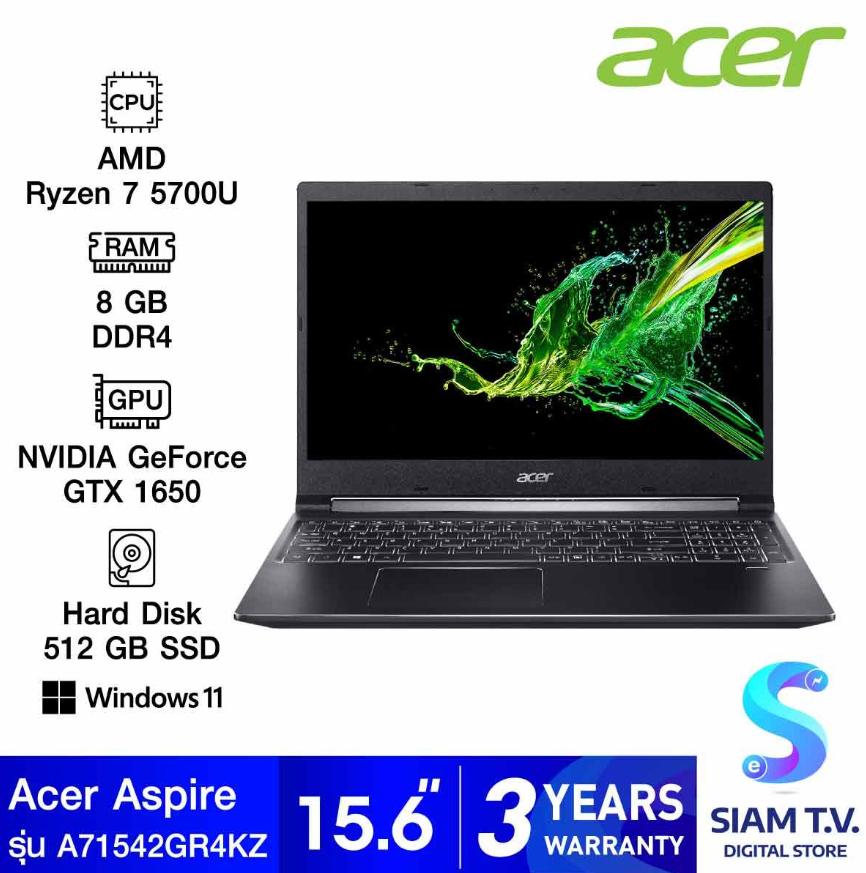 acer
CPU
AMD
Ryzen 7 5700U
RAM
8 GB
DDR4
GPU
NVIDIA GeForce
GTX 1650
Hard Disk
512 GB SSD
Windows 11
acer
Acer Aspire
รุ่น A71542GR4KZ
15.6"
3 YEARS
WARRANTY
S
e
SIAM T.V.
DIGITAL STORE